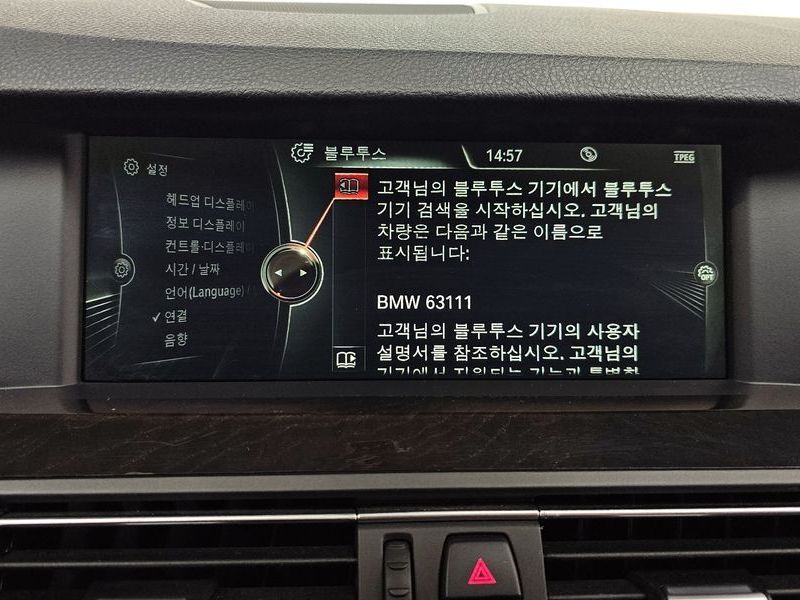 설정
블루투스
14:57
TPEG
헤드업 디스플레이
정보 디스플레이
컨트롤·디스플레이
시간 / 날짜
언어(Language)
연결
음향
고객님의 블루투스 기기에서 블루투스
기기 검색을 시작하십시오. 고객님의
차량은 다음과 같은 이름으로
표시됩니다:
BMW 63111
고객님의 블루투스 기기의 사용자
설명서를 참조하십시오. 고객님의
OPT